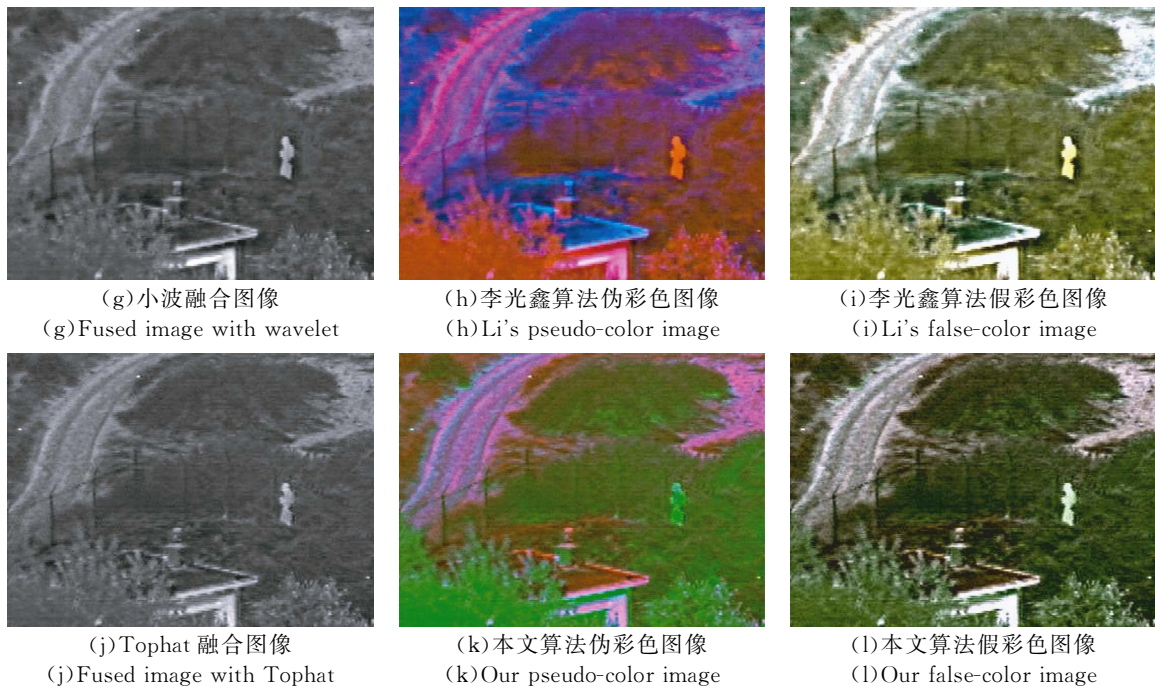 (g)小波融合图像
(g)Fused image with wavelet
(h)李光鑫算法伪彩色图像
(h)Li's pseudo-color image
(i)李光鑫算法假彩色图像
(i)Li's false-color image
(j)Tophat 融合图像
(j)Fused image with Tophat
(k)本文算法伪彩色图像
(k)Our pseudo-color image
(l)本文算法假彩色图像
(l)Our false-color image